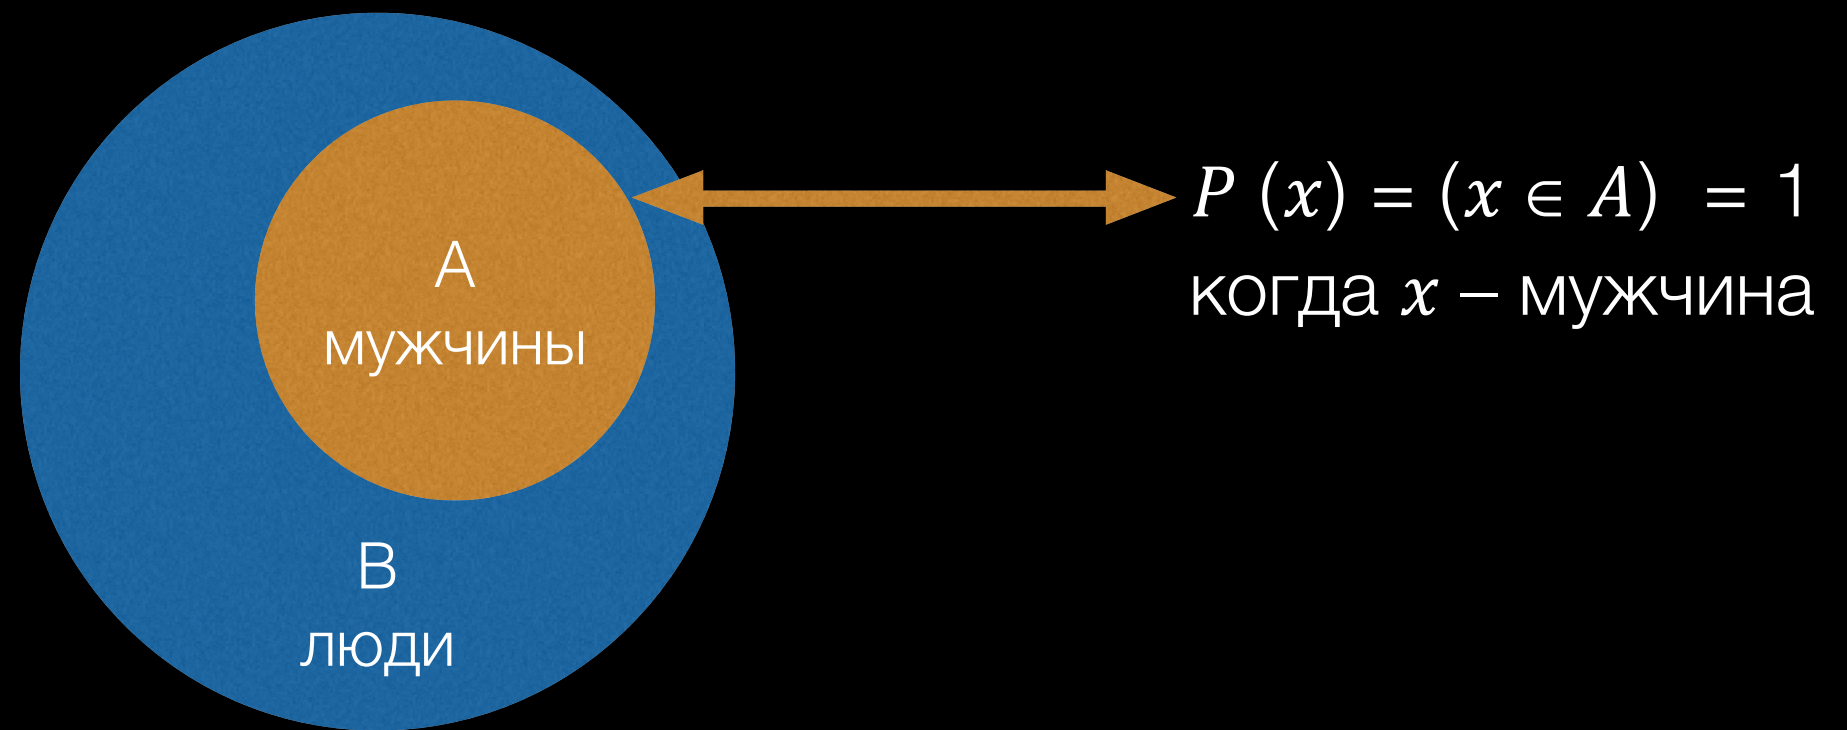 A
мужчины
B
люди
P (x) = (x ∈ A) = 1
когда x – мужчина